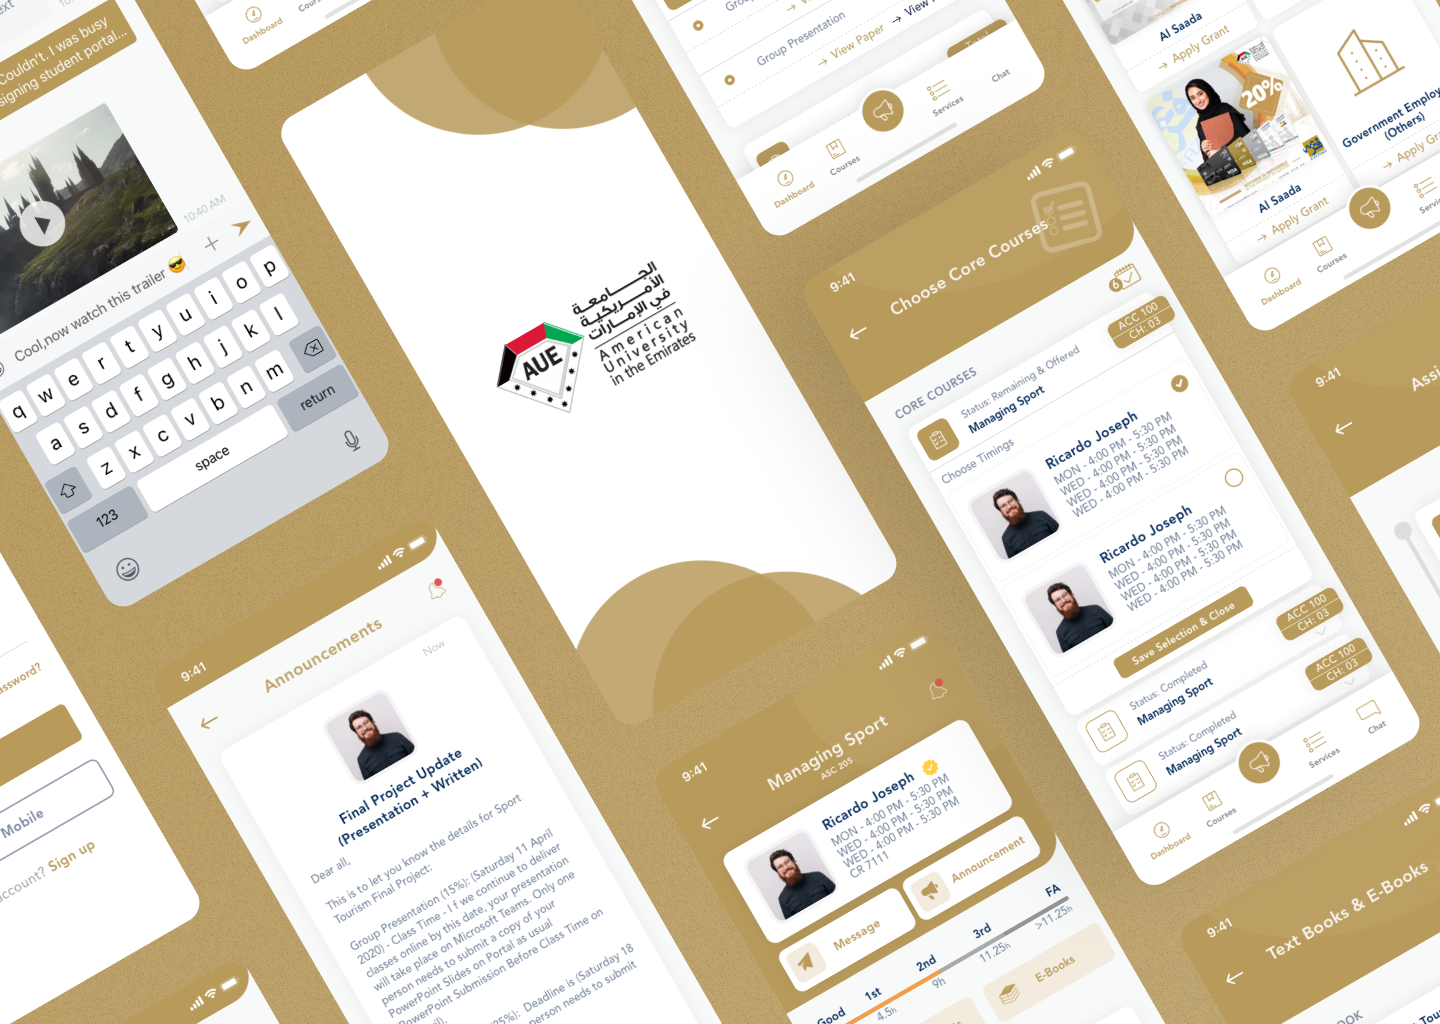 10:
Couldn't. I was busy
signing student portal...
10:40 AM
Cool,now watch this trailer 😎
q w e r t y u i o p
a s d f g h j k l
z x c v b n m
123
space
return
Dashboard
assword?
Mobile
account? Sign up
الجـــامعـة
الأمـــريكيـة
في الإمــارات
AUE
American
University
in the Emirates
Group Presentation
→ View Paper
→ View
Dashboard
Courses
Services
Chat
Al Saada
→ Apply Grant
20%
VISA
Al Saada
→ Apply Grant
Government Employ
(Others)
→ Apply Gra
Dashboard
Courses
Servic
9:41
Choose Core Courses
6
CORE COURSES
ACC 100
CH: 03
Status: Remaining & Offered
Managing Sport
Choose Timings
Ricardo Joseph
MON - 4:00 PM - 5:30 PM
WED - 4:00 PM - 5:30 PM
WED - 4:00 PM - 5:30 PM
WED - 4:00 PM - 5:30 PM
Ricardo Joseph
MON - 4:00 PM - 5:30 PM
WED - 4:00 PM - 5:30 PM
WED - 4:00 PM - 5:30 PM
WED - 4:00 PM - 5:30 PM
Save Selection & Close
ACC 100
CH: 03
Status: Completed
Managing Sport
ACC 100
CH: 03
Status: Completed
Managing Sport
Dashboard
Courses
Services
Chat
9:41
Assi
9:41
Announcements
Now
Final Project Update
(Presentation + Written)
Dear all,
This is to let you know the details for Sport
Tourism Final Project:
Group Presentation (15%): (Saturday 11 April
2020) - Class Time - I f we continue to deliver
classes online by this date, your presentation
will take place on Microsoft Teams. Only one
person needs to submit a copy of your
PowerPoint Slides on Portal as usual
(PowerPoint Submission Before Class Time on
25%): Deadline is (Saturday 18
person needs to submit
9:41
Managing Sport
ASC 205
Ricardo Joseph
MON - 4:00 PM - 5:30 PM
WED - 4:00 PM - 5:30 PM
WED - 4:00 PM - 5:30 PM
CR 7111
Message
Announcement
Good
1st
2nd
3rd
FA
4.5h
9h
11.25h
>11.25h
E-Books
9:41
Text Books & E-Books
OOK